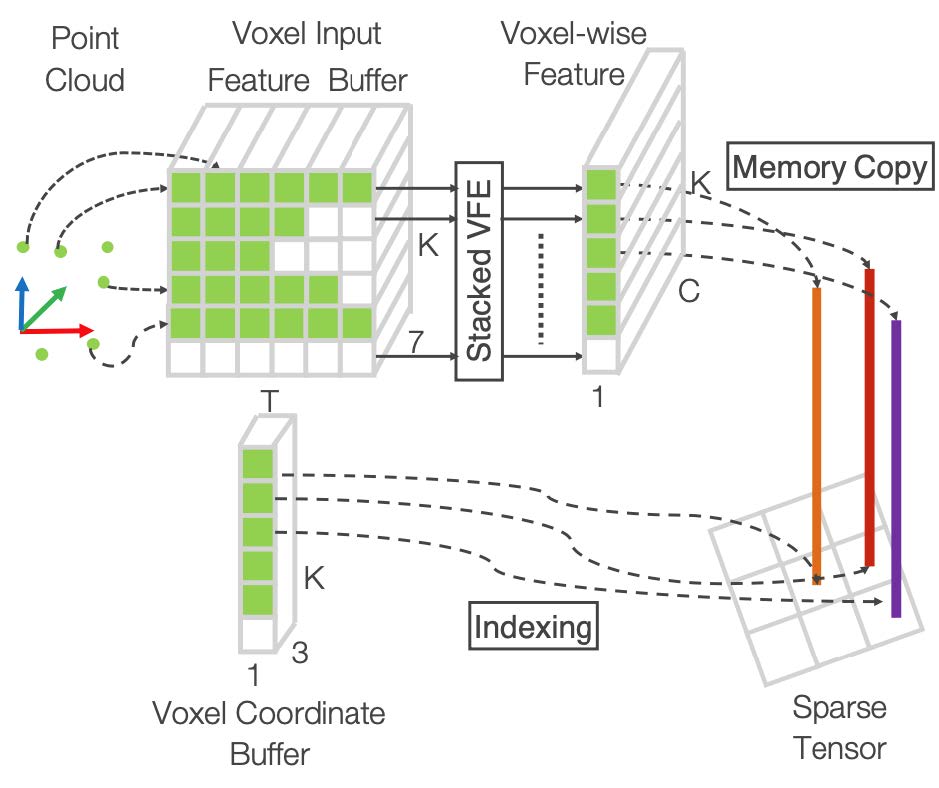 Point
Cloud
Voxel Input
Feature Buffer
Voxel-wise
Feature
Memory Copy
K
K
Stacked VFE
C
7
T
1
K
3
1
Indexing
Voxel Coordinate
Buffer
Sparse
Tensor